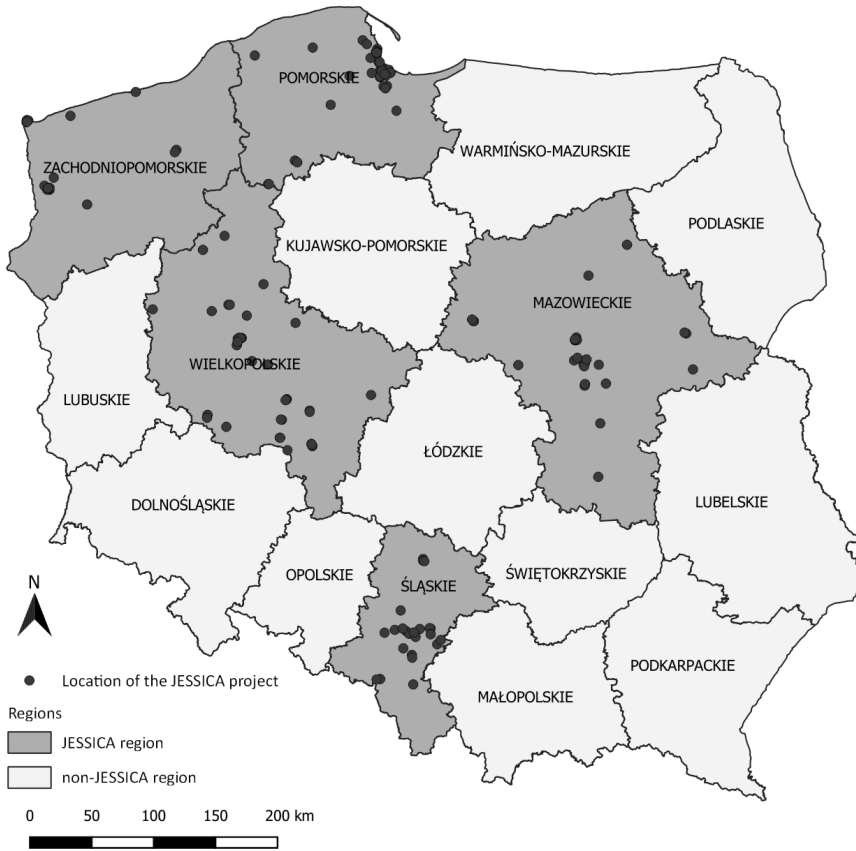 POMORSKIE
WARMIŃSKO-MAZURSKIE
ZACHODNIOPOMORSKIE
PODLASKIE
KUJAWSKO-POMORSKIE
MAZOWIECKIE
WIELKOPOLSKIE
LUBUSKIE
ŁÓDZKIE
DOLNOŚLĄSKIE
LUBELSKIE
OPOLSKIE
ŚLĄSKIE
ŚWIĘTOKRZYSKIE
PODKARPACKIE
MAŁOPOLSKIE
N
Location of the JESSICA project
Regions
JESSICA region
non-JESSICA region
0 50 100 150 200 km